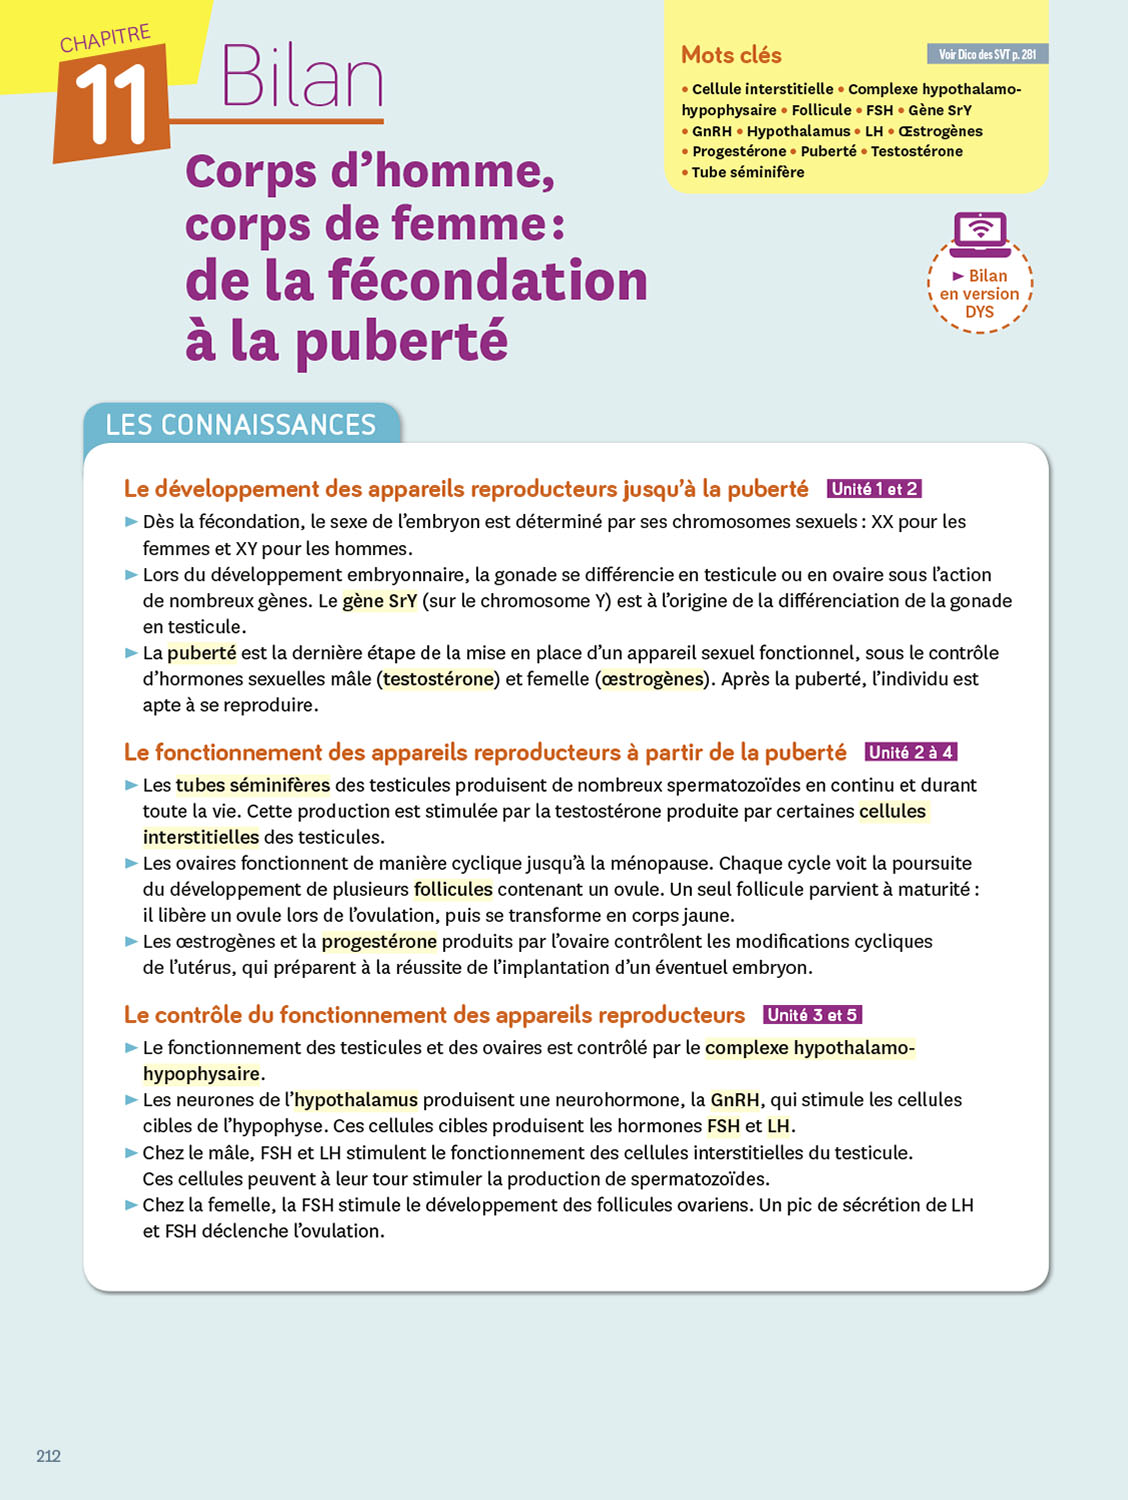 CHAPITRE
11
Bilan
Corps d’homme,
corps de femme :
de la fécondation
à la puberté
Mots clés
Voir Dico des SVT p. 281
• Cellule interstitielle • Complexe hypothalamo-
hypophysaire • Follicule • FSH • Gène SrY
• GnRH • Hypothalamus • LH • Œstrogènes
• Progestérone • Puberté • Testostérone
• Tube séminifère
► Bilan
en version
DYS
LES CONNAISSANCES
Le développement des appareils reproducteurs jusqu’à la puberté Unité 1 et 2
► Dès la fécondation, le sexe de l’embryon est déterminé par ses chromosomes sexuels : XX pour les
femmes et XY pour les hommes.
► Lors du développement embryonnaire, la gonade se différencie en testicule ou en ovaire sous l’action
de nombreux gènes. Le gène SrY (sur le chromosome Y) est à l’origine de la différenciation de la gonade
en testicule.
► La puberté est la dernière étape de la mise en place d’un appareil sexuel fonctionnel, sous le contrôle
d’hormones sexuelles mâle (testostérone) et femelle (œstrogènes). Après la puberté, l’individu est
apte à se reproduire.
Le fonctionnement des appareils reproducteurs à partir de la puberté Unité 2 à 4
► Les tubes séminifères des testicules produisent de nombreux spermatozoïdes en continu et durant
toute la vie. Cette production est stimulée par la testostérone produite par certaines cellules
interstitielles des testicules.
► Les ovaires fonctionnent de manière cyclique jusqu’à la ménopause. Chaque cycle voit la poursuite
du développement de plusieurs follicules contenant un ovule. Un seul follicule parvient à maturité :
il libère un ovule lors de l’ovulation, puis se transforme en corps jaune.
► Les œstrogènes et la progestérone produits par l’ovaire contrôlent les modifications cycliques
de l’utérus, qui préparent à la réussite de l’implantation d’un éventuel embryon.
Le contrôle du fonctionnement des appareils reproducteurs Unité 3 et 5
► Le fonctionnement des testicules et des ovaires est contrôlé par le complexe hypothalamo-
hypophysaire.
► Les neurones de l’hypothalamus produisent une neurohormone, la GnRH, qui stimule les cellules
cibles de l’hypophyse. Ces cellules cibles produisent les hormones FSH et LH.
► Chez le mâle, FSH et LH stimulent le fonctionnement des cellules interstitielles du testicule.
Ces cellules peuvent à leur tour stimuler la production de spermatozoïdes.
► Chez la femelle, la FSH stimule le développement des follicules ovariens. Un pic de sécrétion de LH
et FSH déclenche l’ovulation.
212